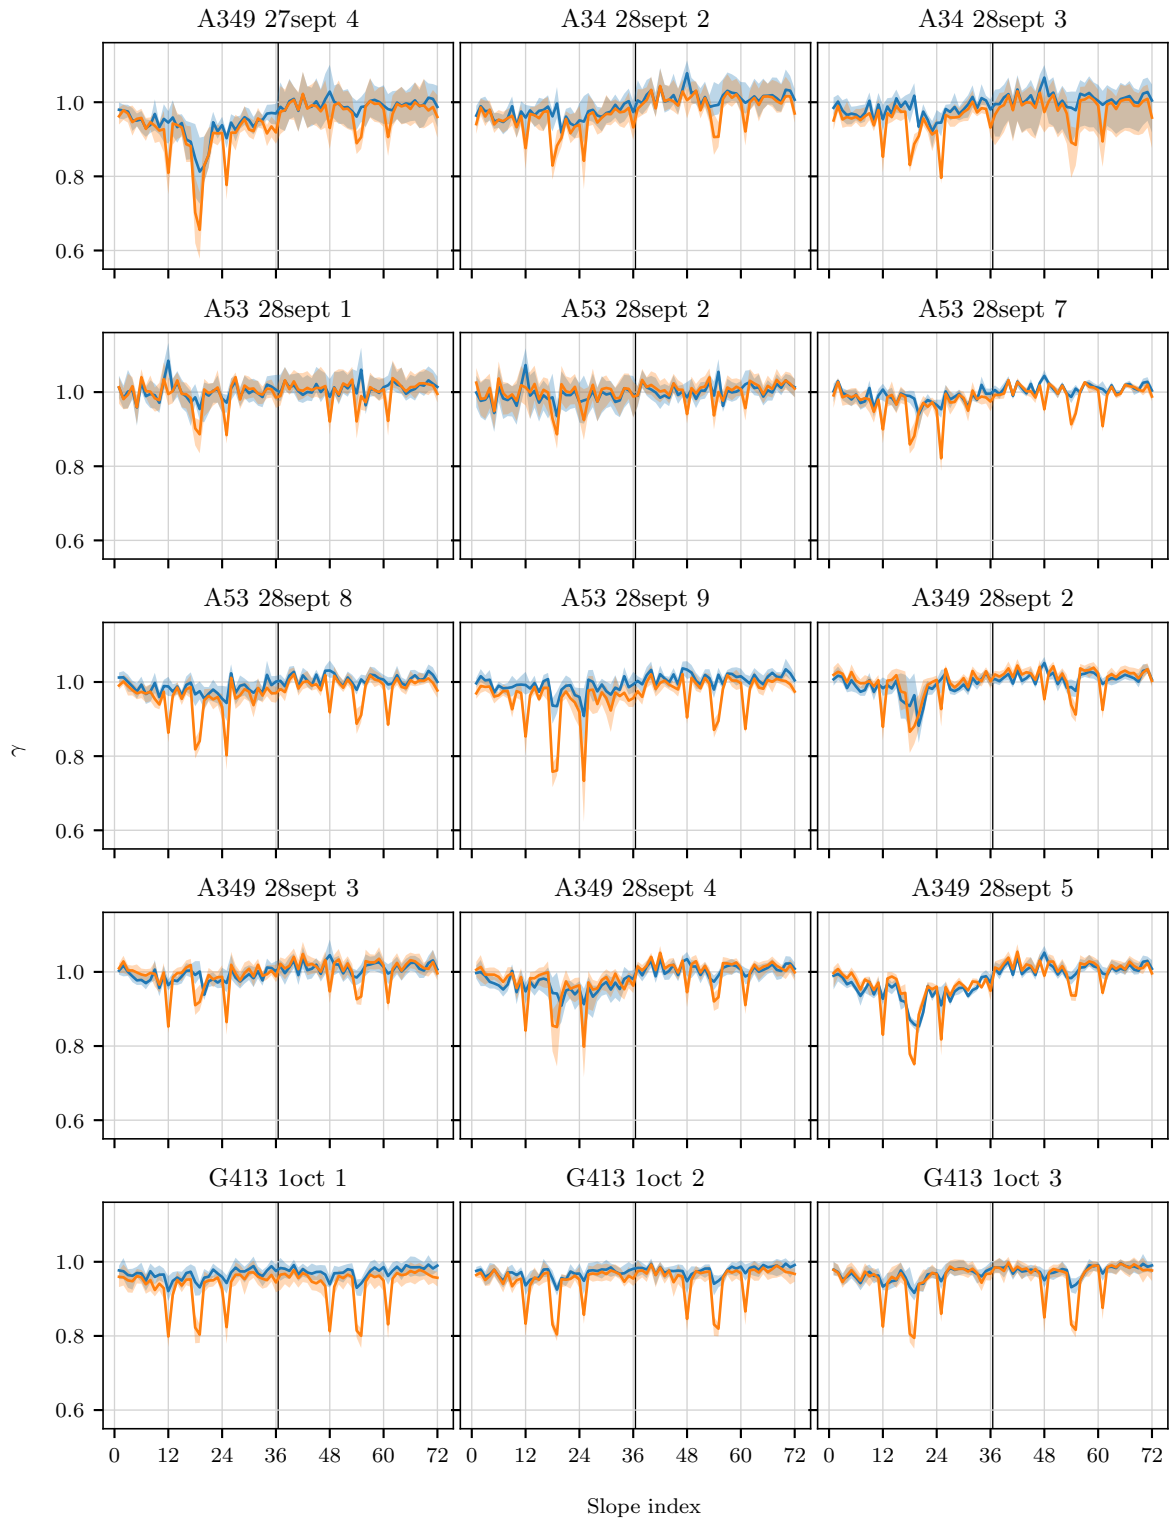 A349 27sept 4 A34 28sept 2 A34 28sept 3
1.0
0.8
0.6
A53 28sept 1 A53 28sept 2 A53 28sept 7
1.0
0.8
0.6
A53 28sept 8 A53 28sept 9 A349 28sept 2
1.0
0.8
γ
0.6
A349 28sept 3 A349 28sept 4 A349 28sept 5
1.0
0.8
0.6
G413 1oct 1 G413 1oct 2 G413 1oct 3
1.0
0.8
0.6
0 12 24 36 48 60 72 0 12 24 36 48 60 72 0 12 24 36 48 60 72
Slope index